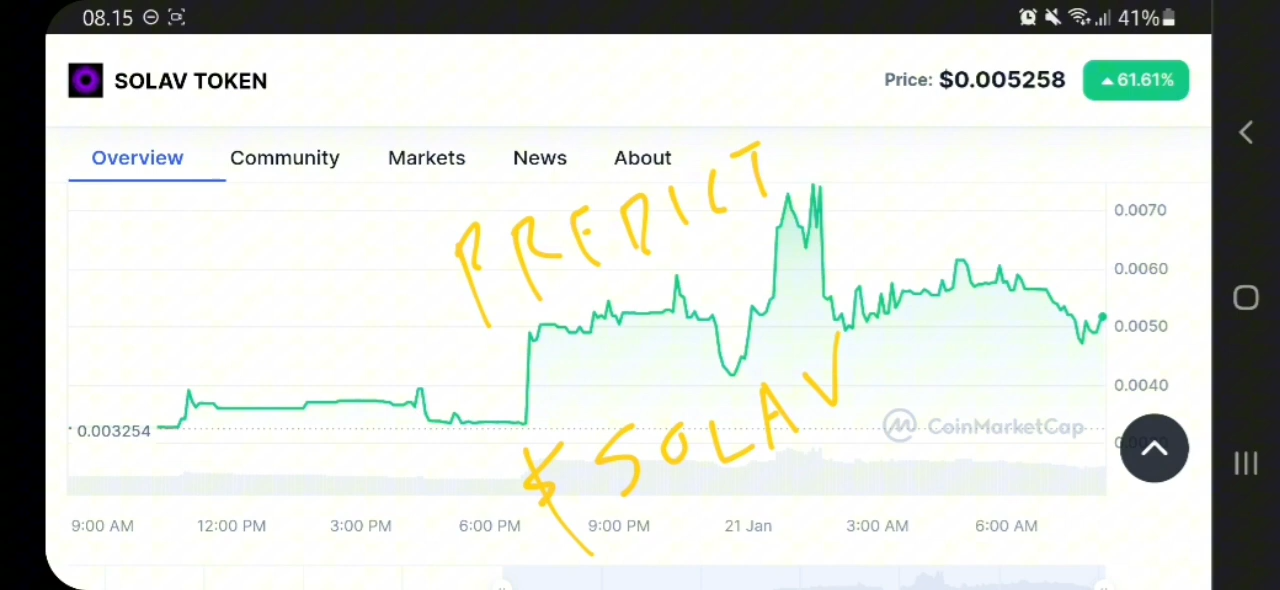 08.15 41%
SOLAV TOKEN Price: $0.005258 61.61%
Overview Community Markets News About
PREDICT
0.0070
0.0060
0.0050
0.0040
0.003254
$SOLAV
CoinMarketCap
9:00 AM 12:00 PM 3:00 PM 6:00 PM 9:00 PM 21 Jan 3:00 AM 6:00 AM